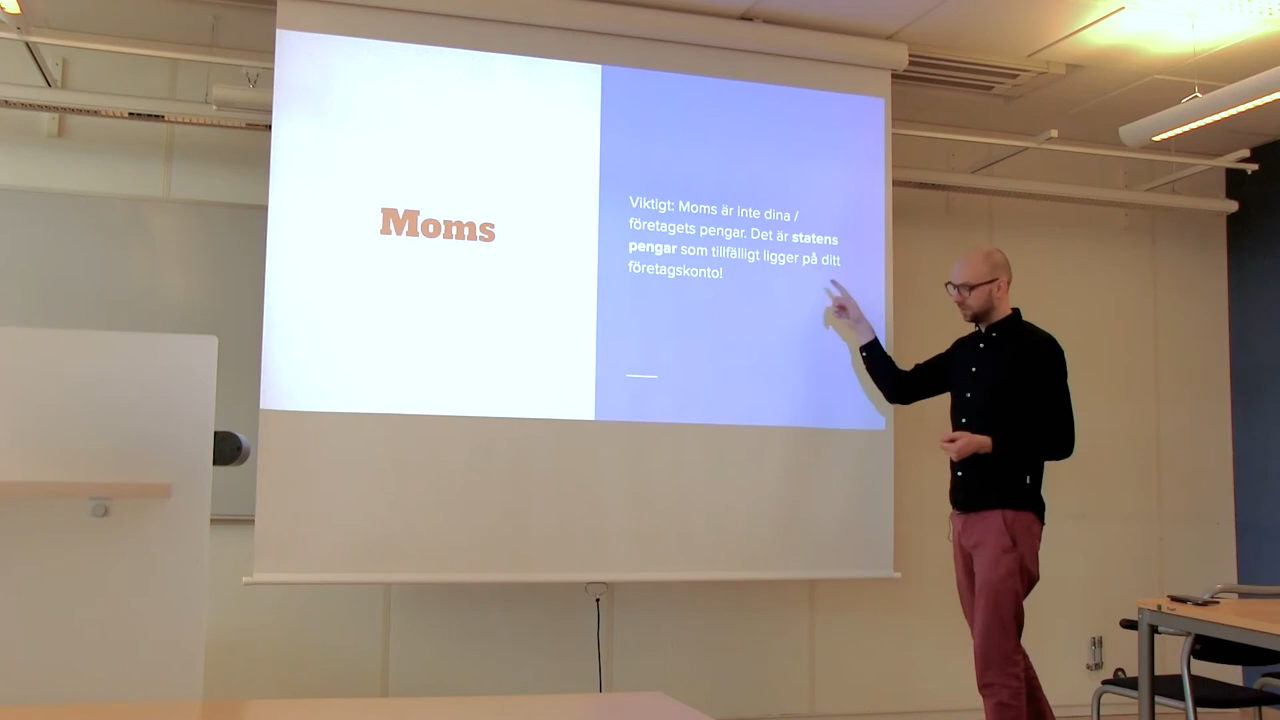 Moms
Viktigt: Moms är inte dina /
företagets pengar. Det är statens
pengar som tillfälligt ligger på ditt
företagskonto!